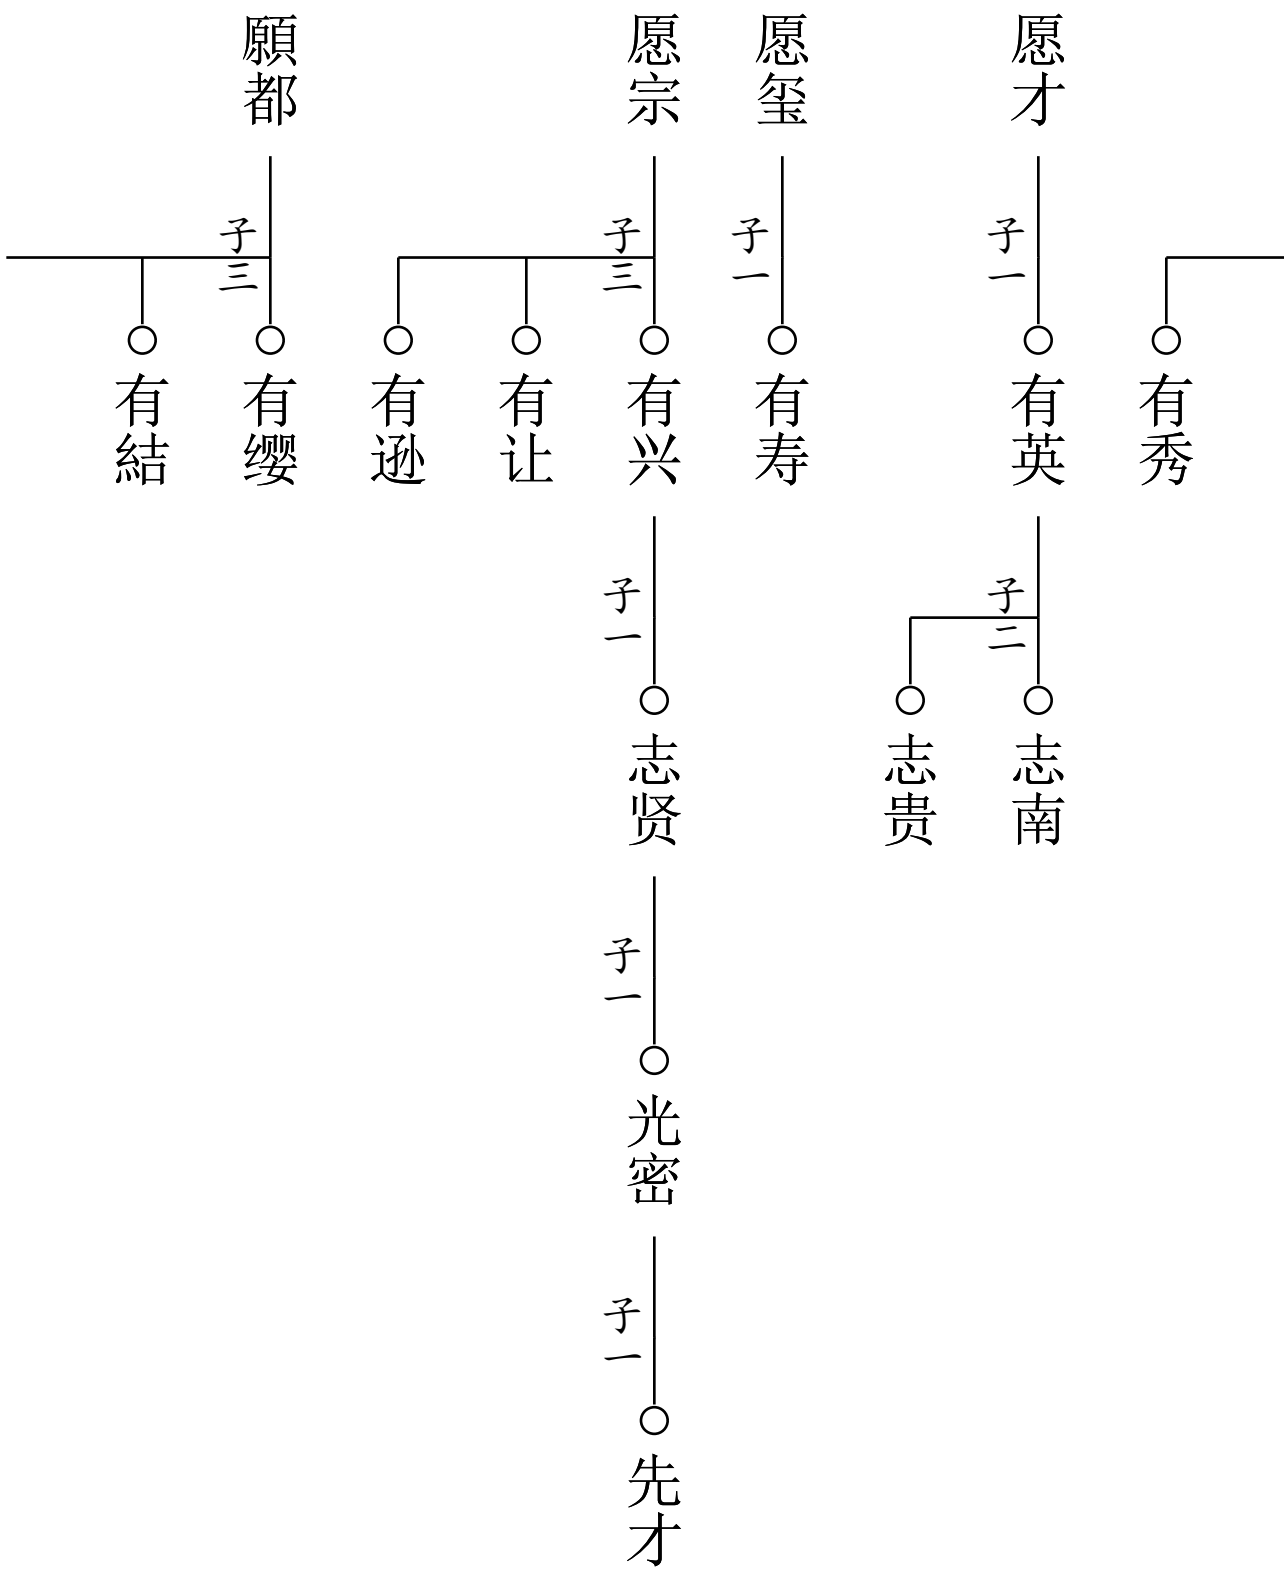 愿才
愿玺
愿宗
願都
子一
子一
子三
子三
有秀
有英
有寿
有兴
有让
有逊
有缨
有結
子二
子一
志南
志贵
志贤
子一
光密
子一
先才